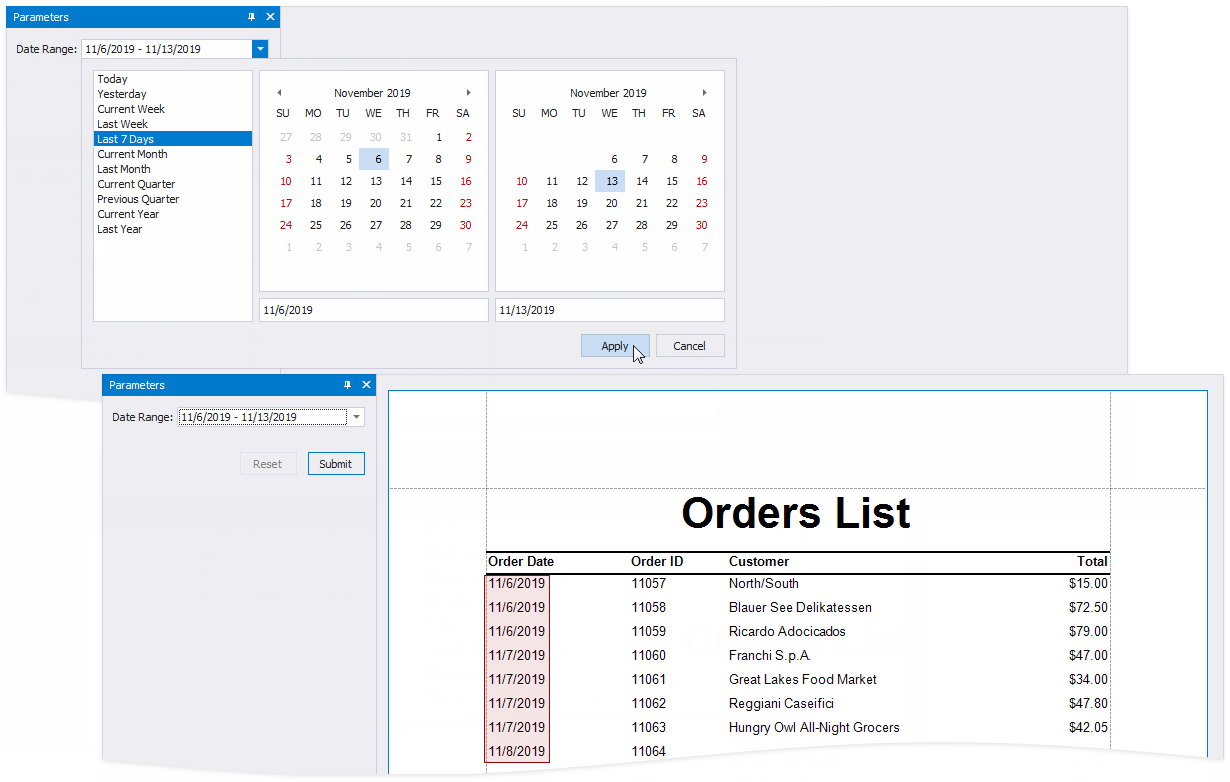 Parameters
Date Range: 11/6/2019 - 11/13/2019
Today
Yesterday
Current Week
Last Week
Last 7 Days
Current Month
Last Month
Current Quarter
Previous Quarter
Current Year
Last Year
November 2019
SU MO TU WE TH FR SA
27 28 29 30 31 1 2
3 4 5 6 7 8 9
10 11 12 13 14 15 16
17 18 19 20 21 22 23
24 25 26 27 28 29 30
1 2 3 4 5 6 7
11/6/2019
November 2019
SU MO TU WE TH FR SA
6 7 8 9
10 11 12 13 14 15 16
17 18 19 20 21 22 23
24 25 26 27 28 29 30
1 2 3 4 5 6 7
11/13/2019
Apply Cancel
Parameters
Date Range: 11/6/2019 - 11/13/2019
Reset Submit
Orders List
Order Date Order ID Customer Total
11/6/2019 11057 North/South $15.00
11/6/2019 11058 Blauer See Delikatessen $72.50
11/6/2019 11059 Ricardo Adocicados $79.00
11/7/2019 11060 Franchi S.p.A. $47.00
11/7/2019 11061 Great Lakes Food Market $34.00
11/7/2019 11062 Reggiani Caseifici $47.80
11/7/2019 11063 Hungry Owl All-Night Grocers $42.05
11/8/2019 11064